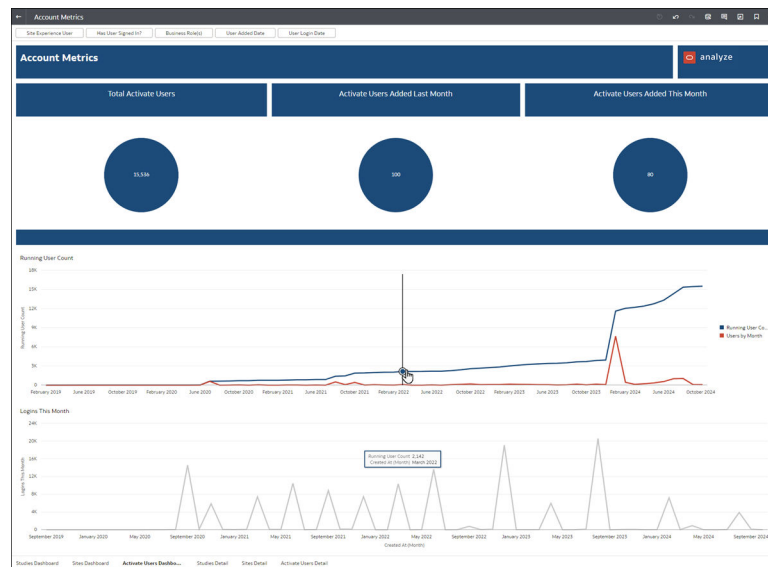 Account Metrics
Site Experience User Has User Signed In? Business Role(s) User Added Date User Login Date
Account Metrics
analyze
Total Activate Users Activate Users Added Last Month Activate Users Added This Month
15,536 100 80
Running User Count
18K
15K
12K
9K
6K
3K
0
Running User Count
February 2019 June 2019 October 2019 February 2020 June 2020 October 2020 February 2021 June 2021 October 2021 February 2022 June 2022 October 2022 February 2023 June 2023 October 2023 February 2024 June 2024 October 2024
Running User Co...
Users by Month
Logins This Month
24K
20K
16K
12K
8K
4K
0
Logins This Month
Running User Count 2,142
Created At (Month) March 2022
September 2019 January 2020 May 2020 September 2020 January 2021 May 2021 September 2021 January 2022 May 2022 September 2022 January 2023 May 2023 September 2023 January 2024 May 2024 September 2024
Created At (Month)
Studies Dashboard Sites Dashboard Activate Users Dashbo... Studies Detail Sites Detail Activate Users Detail